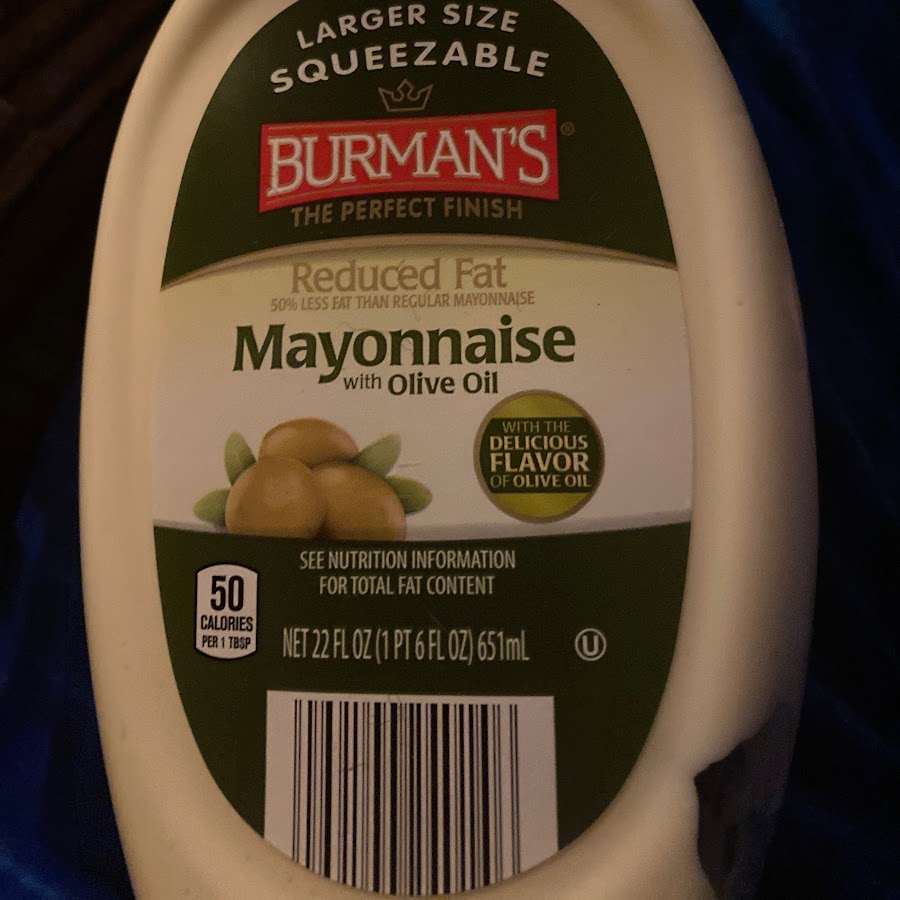 LARGER SIZE
SQUEEZABLE
BURMAN'S®
THE PERFECT FINISH
Reduced Fat
50% LESS FAT THAN REGULAR MAYONNAISE
Mayonnaise
with Olive Oil
WITH THE
DELICIOUS
FLAVOR
OF OLIVE OIL
SEE NUTRITION INFORMATION
FOR TOTAL FAT CONTENT
50
CALORIES
PER 1 TBSP
NET 22 FL OZ (1 PT 6 FL OZ) 651mL
U